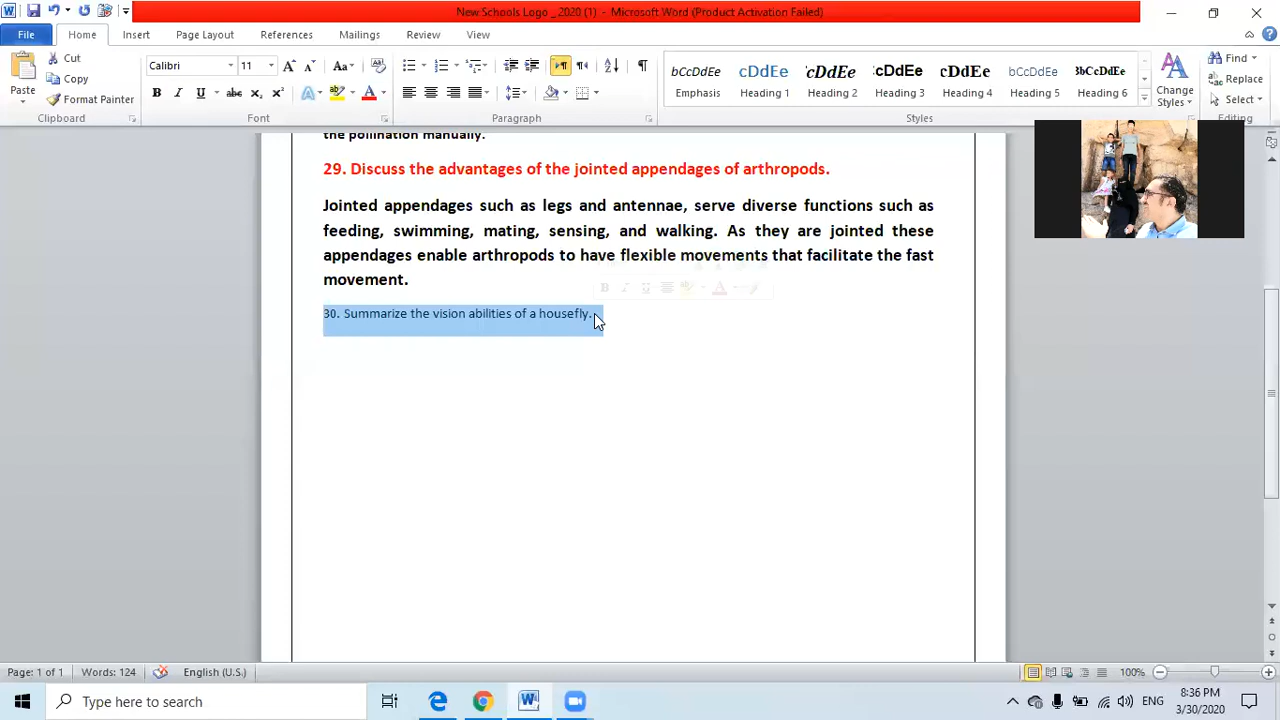 New Schools Logo _2020 (1) - Microsoft Word (Product Activation Failed)
File Home Insert Page Layout References Mailings Review View
Paste
Cut
Copy
Format Painter
Clipboard
Calibri 11
Font
Paragraph
bCcDdEe Emphasis
cDdEe Heading 1
cDdEe Heading 2
cDdEe Heading 3
cDdEe Heading 4
bCcDdEe Heading 5
bCcDdEe Heading 6
Styles
Change Styles
Find
Replace
Select
Editing
the pollination manually.
29. Discuss the advantages of the jointed appendages of arthropods.
Jointed appendages such as legs and antennae, serve diverse functions such as
feeding, swimming, mating, sensing, and walking. As they are jointed these
appendages enable arthropods to have flexible movements that facilitate the fast
movement.
30. Summarize the vision abilities of a housefly.
Page: 1 of 1 Words: 124 English (U.S.) 100%
Type here to search
ENG
8:36 PM
3/30/2020